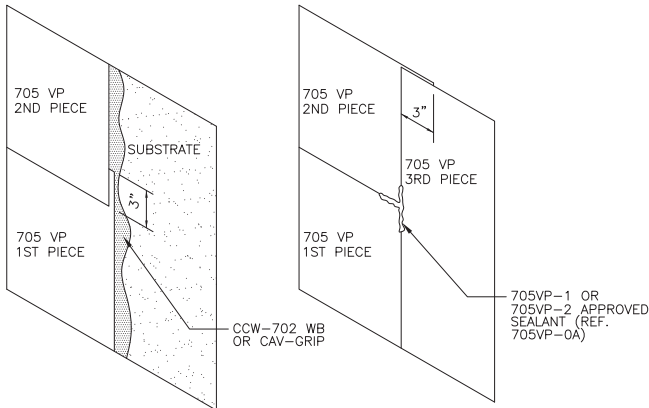 705 VP
2ND PIECE
SUBSTRATE
3"
705 VP
1ST PIECE
CCW-702 WB
OR CAV-GRIP
705 VP
2ND PIECE
3"
705 VP
3RD PIECE
705 VP
1ST PIECE
705VP-1 OR
705VP-2 APPROVED
SEALANT (REF.
705VP-0A)